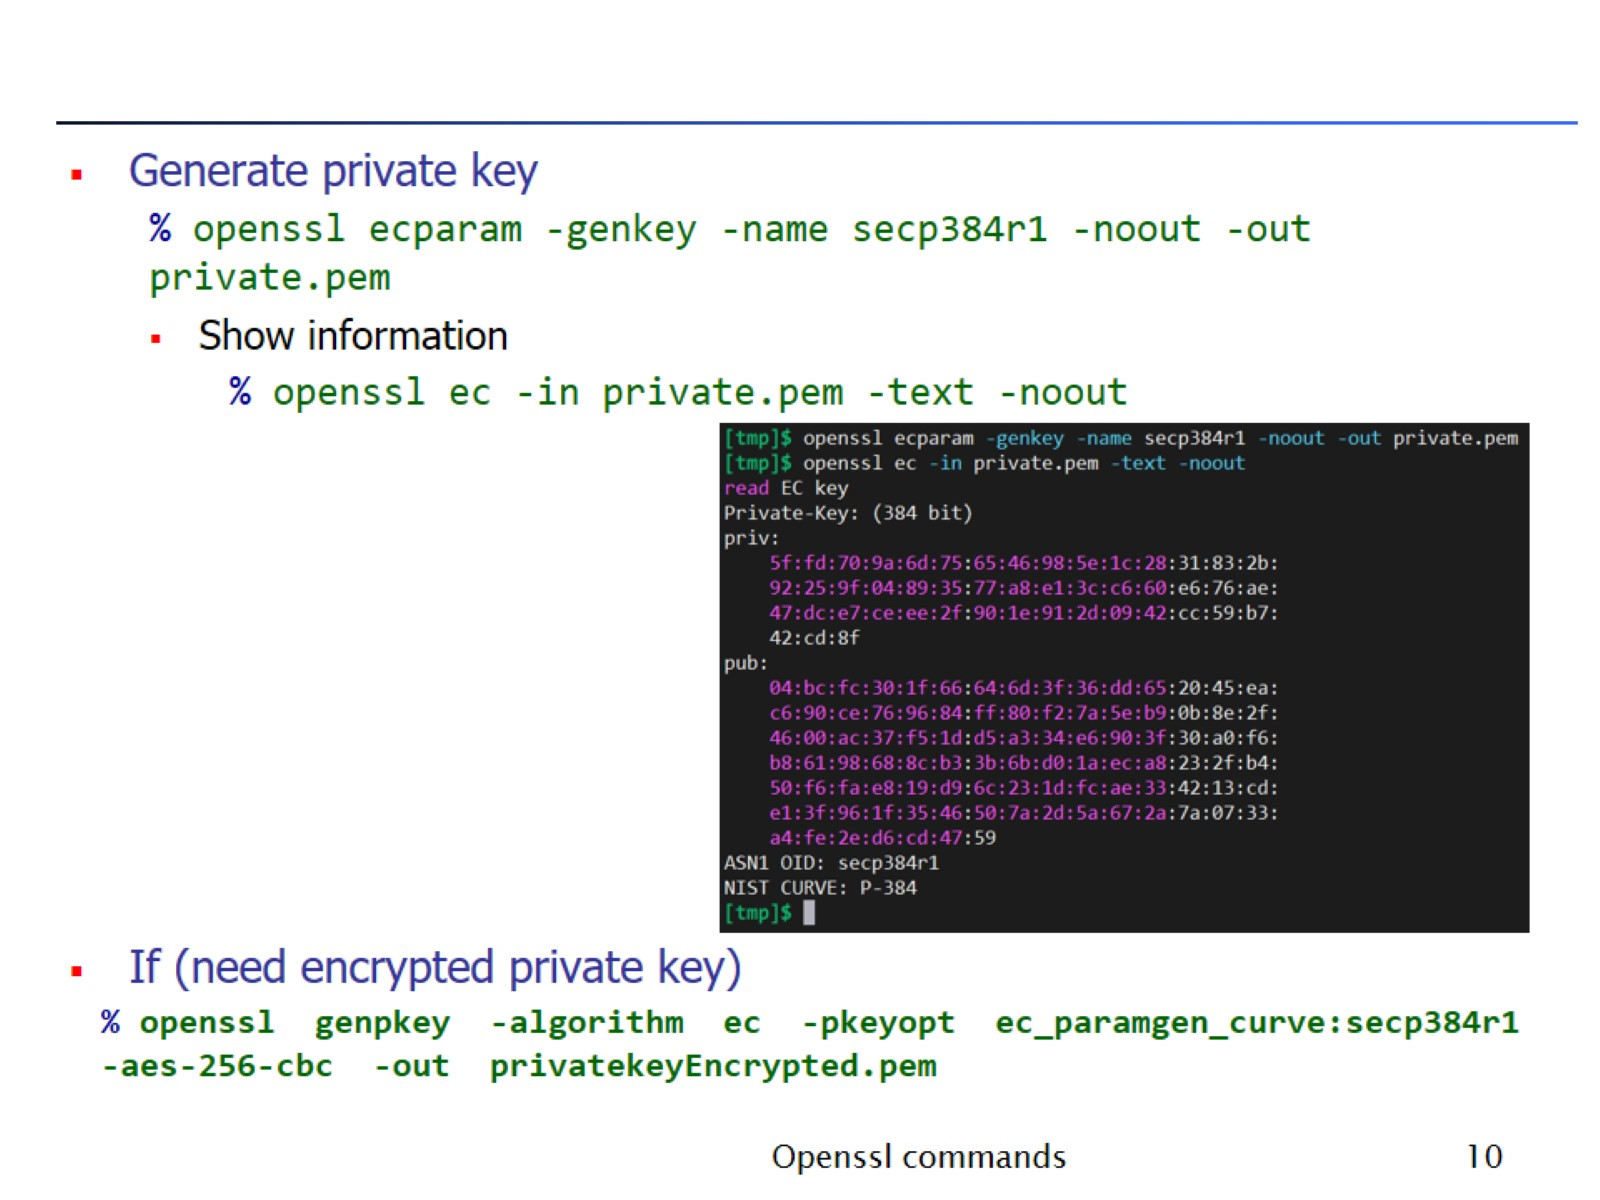 Generate private key
% openssl ecparam -genkey -name secp384r1 -noout -out
private.pem
Show information
% openssl ec -in private.pem -text -noout
[tmp]$ openssl ecparam -genkey -name secp384r1 -noout -out private.pem
[tmp]$ openssl ec -in private.pem -text -noout
read EC key
Private-Key: (384 bit)
priv:
5f:fd:70:9a:6d:75:65:46:98:5e:1c:28:31:83:2b:
92:25:9f:04:89:35:77:a8:e1:3c:c6:60:e6:76:ae:
47:dc:e7:ce:ee:2f:90:1e:91:2d:09:42:cc:59:b7:
42:cd:8f
pub:
04:bc:fc:30:1f:66:64:6d:3f:36:dd:65:20:45:ea:
c6:90:ce:76:96:84:ff:80:f2:7a:5e:b9:0b:8e:2f:
46:00:ac:37:f5:1d:d5:a3:34:e6:90:3f:30:a0:f6:
b8:61:98:68:8c:b3:3b:6b:d0:1a:ec:a8:23:2f:b4:
50:f6:fa:e8:19:d9:6c:23:1d:fc:ae:33:42:13:cd:
e1:3f:96:1f:35:46:50:7a:2d:5a:67:2a:7a:07:33:
a4:fe:2e:d6:cd:47:59
ASN1 OID: secp384r1
NIST CURVE: P-384
[tmp]$
If (need encrypted private key)
% openssl genpkey -algorithm ec -pkeyopt ec_paramgen_curve:secp384r1
-aes-256-cbc -out privatekeyEncrypted.pem
Openssl commands
10